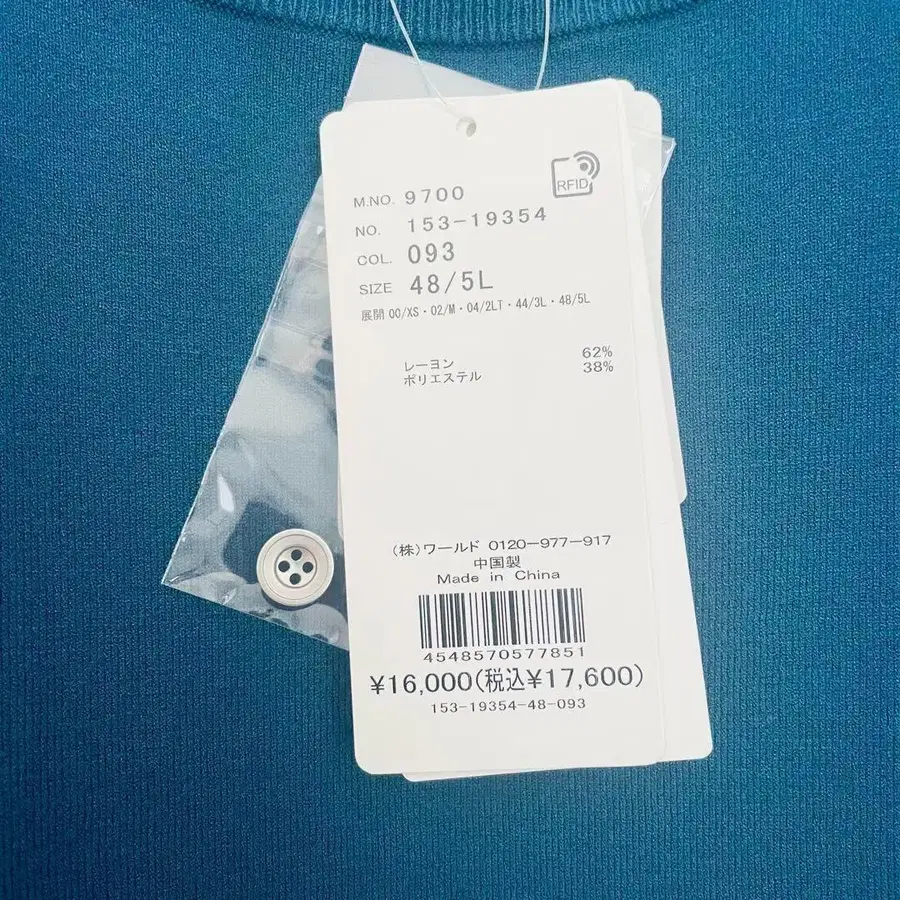 RFID
M.NO. 9700
NO. 153-19354
COL. 093
SIZE 48/5L
展開 00/XS・02/M・04/2LT・44/3L・48/5L
レーヨン 62%
ポリエステル 38%
(株)ワールド 0120-977-917
中国製
Made in China
4548570577851
¥16,000(税込¥17,600)
153-19354-48-093